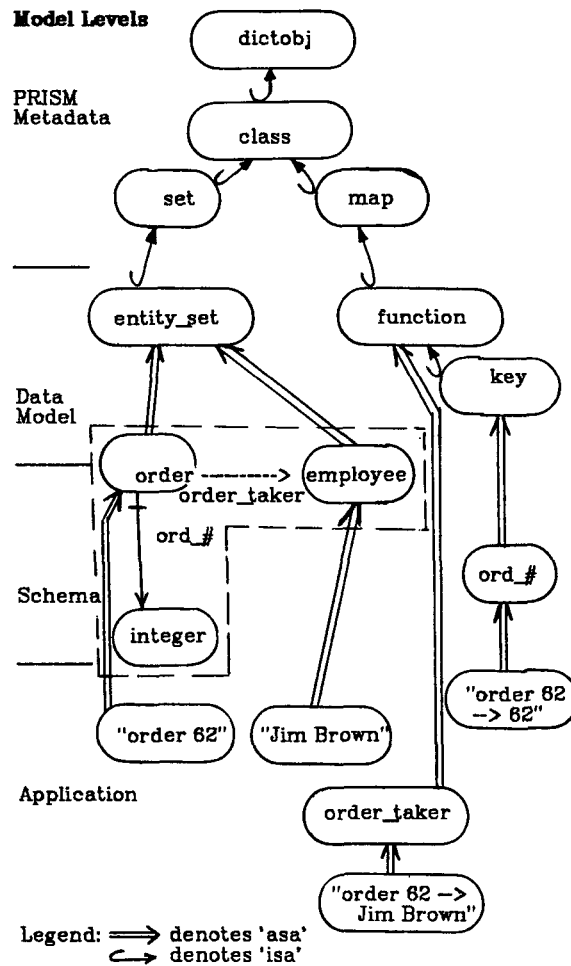 Model Levels
dictobj
PRISM
Metadata
class
set
map
entity_set
function
key
Data
Model
order
employee
order_taker
ord_#
ord_#
Schema
integer
"order 62
–> 62"
"order 62"
"Jim Brown"
Application
order_taker
"order 62 –>
Jim Brown"
Legend: denotes 'asa'
denotes 'isa'